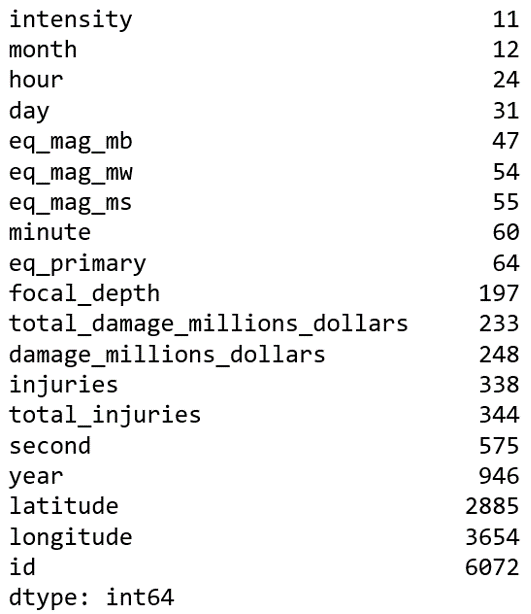 intensity 11
month 12
hour 24
day 31
eq_mag_mb 47
eq_mag_mw 54
eq_mag_ms 55
minute 60
eq_primary 64
focal_depth 197
total_damage_millions_dollars 233
damage_millions_dollars 248
injuries 338
total_injuries 344
second 575
year 946
latitude 2885
longitude 3654
id 6072
dtype: int64